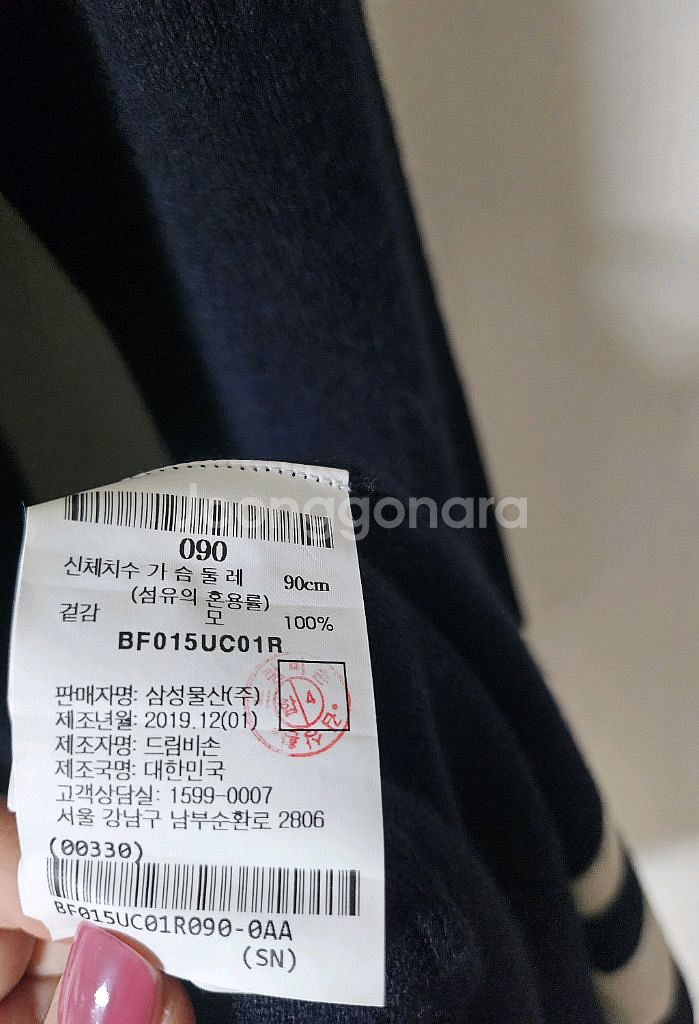 joonggonara
090
신체치수 가 슴 둘 레 90cm
(섬유의 혼용률)
겉감 모 100%
BF015UC01R
판매자명: 삼성물산(주)
제조년월: 2019.12(01)
제조자명: 드림비손
제조국명: 대한민국
고객상담실: 1599-0007
서울 강남구 남부순환로 2806
(00330)
BF015UC01R090-0AA
(SN)
합 4